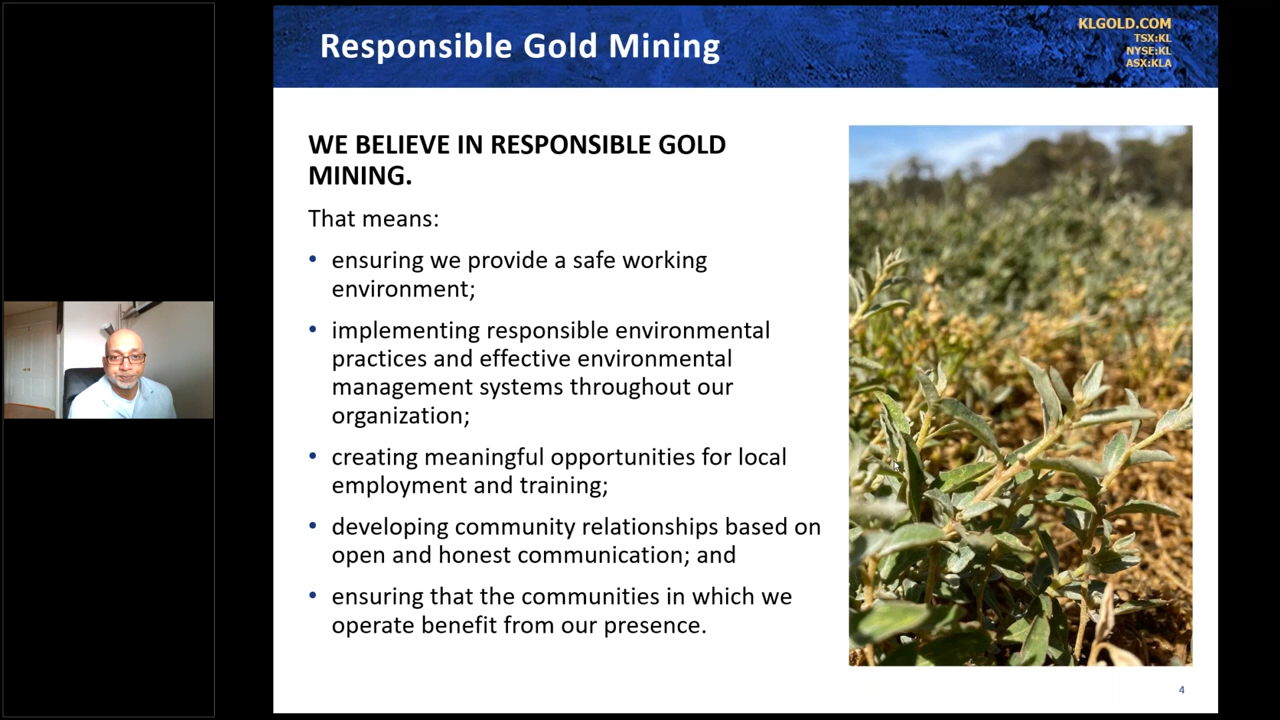 Responsible Gold Mining
KLGOLD.COM
TSX:KL
NYSE:KL
ASX:KLA
WE BELIEVE IN RESPONSIBLE GOLD
MINING.
That means:
• ensuring we provide a safe working
environment;
• implementing responsible environmental
practices and effective environmental
management systems throughout our
organization;
• creating meaningful opportunities for local
employment and training;
• developing community relationships based on
open and honest communication; and
• ensuring that the communities in which we
operate benefit from our presence.
4